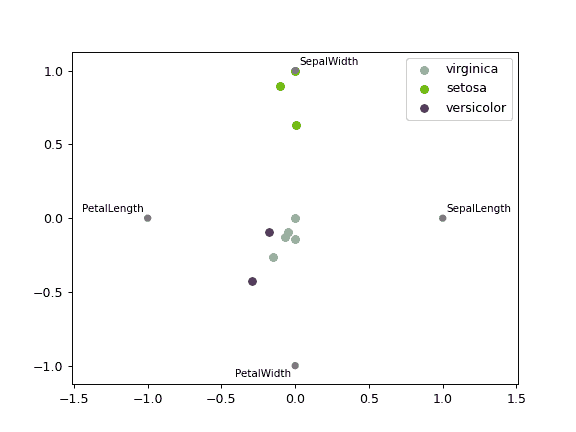 SepalWidth
virginica
setosa
versicolor
PetalLength
SepalLength
PetalWidth
1.0
0.5
0.0
−0.5
−1.0
−1.5
−1.0
−0.5
0.0
0.5
1.0
1.5